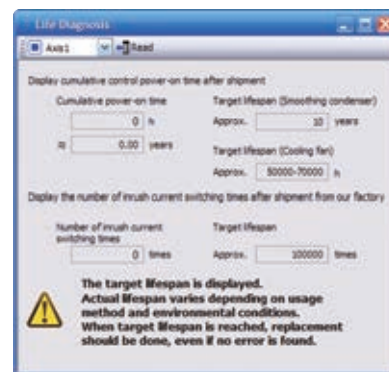 Life Diagnosis
Axis1 Read
Display cumulative control power-on time after shipment
Cumulative power-on time Target lifespan (Smoothing condenser)
0 h Approx. 10 years
≈ 0.00 years Target lifespan (Cooling fan)
Approx. 50000-70000 h
Display the number of inrush current switching times after shipment from our factory
Number of inrush current Target lifespan
switching times
0 times Approx. 100000 times
The target lifespan is displayed.
Actual lifespan varies depending on usage
method and environmental conditions.
When target lifespan is reached, replacement
should be done, even if no error is found.